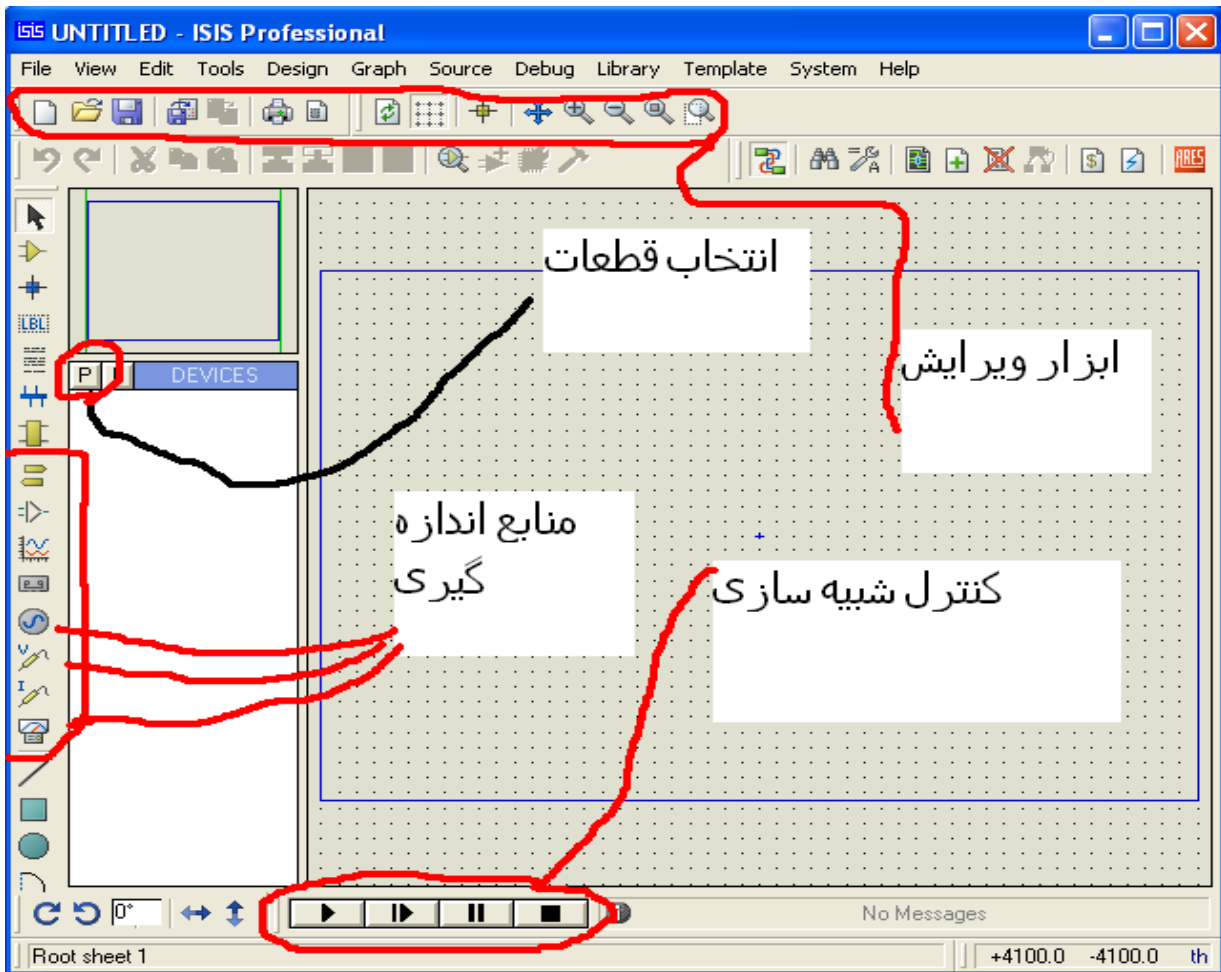 isis UNTITLED - ISIS Professional
File View Edit Tools Design Graph Source Debug Library Template System Help
ARES
LBL
انتخاب قطعات
ابزار ویرایش
P
DEVICES
منابع اندازه
گیری
کنترل شبیه سازی
V
I
0°
No Messages
Root sheet 1
+4100.0 -4100.0 th